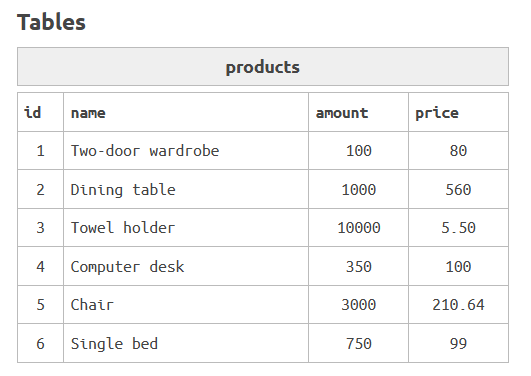 Tables
products
id name amount price
1 Two-door wardrobe 100 80
2 Dining table 1000 560
3 Towel holder 10000 5.50
4 Computer desk 350 100
5 Chair 3000 210.64
6 Single bed 750 99